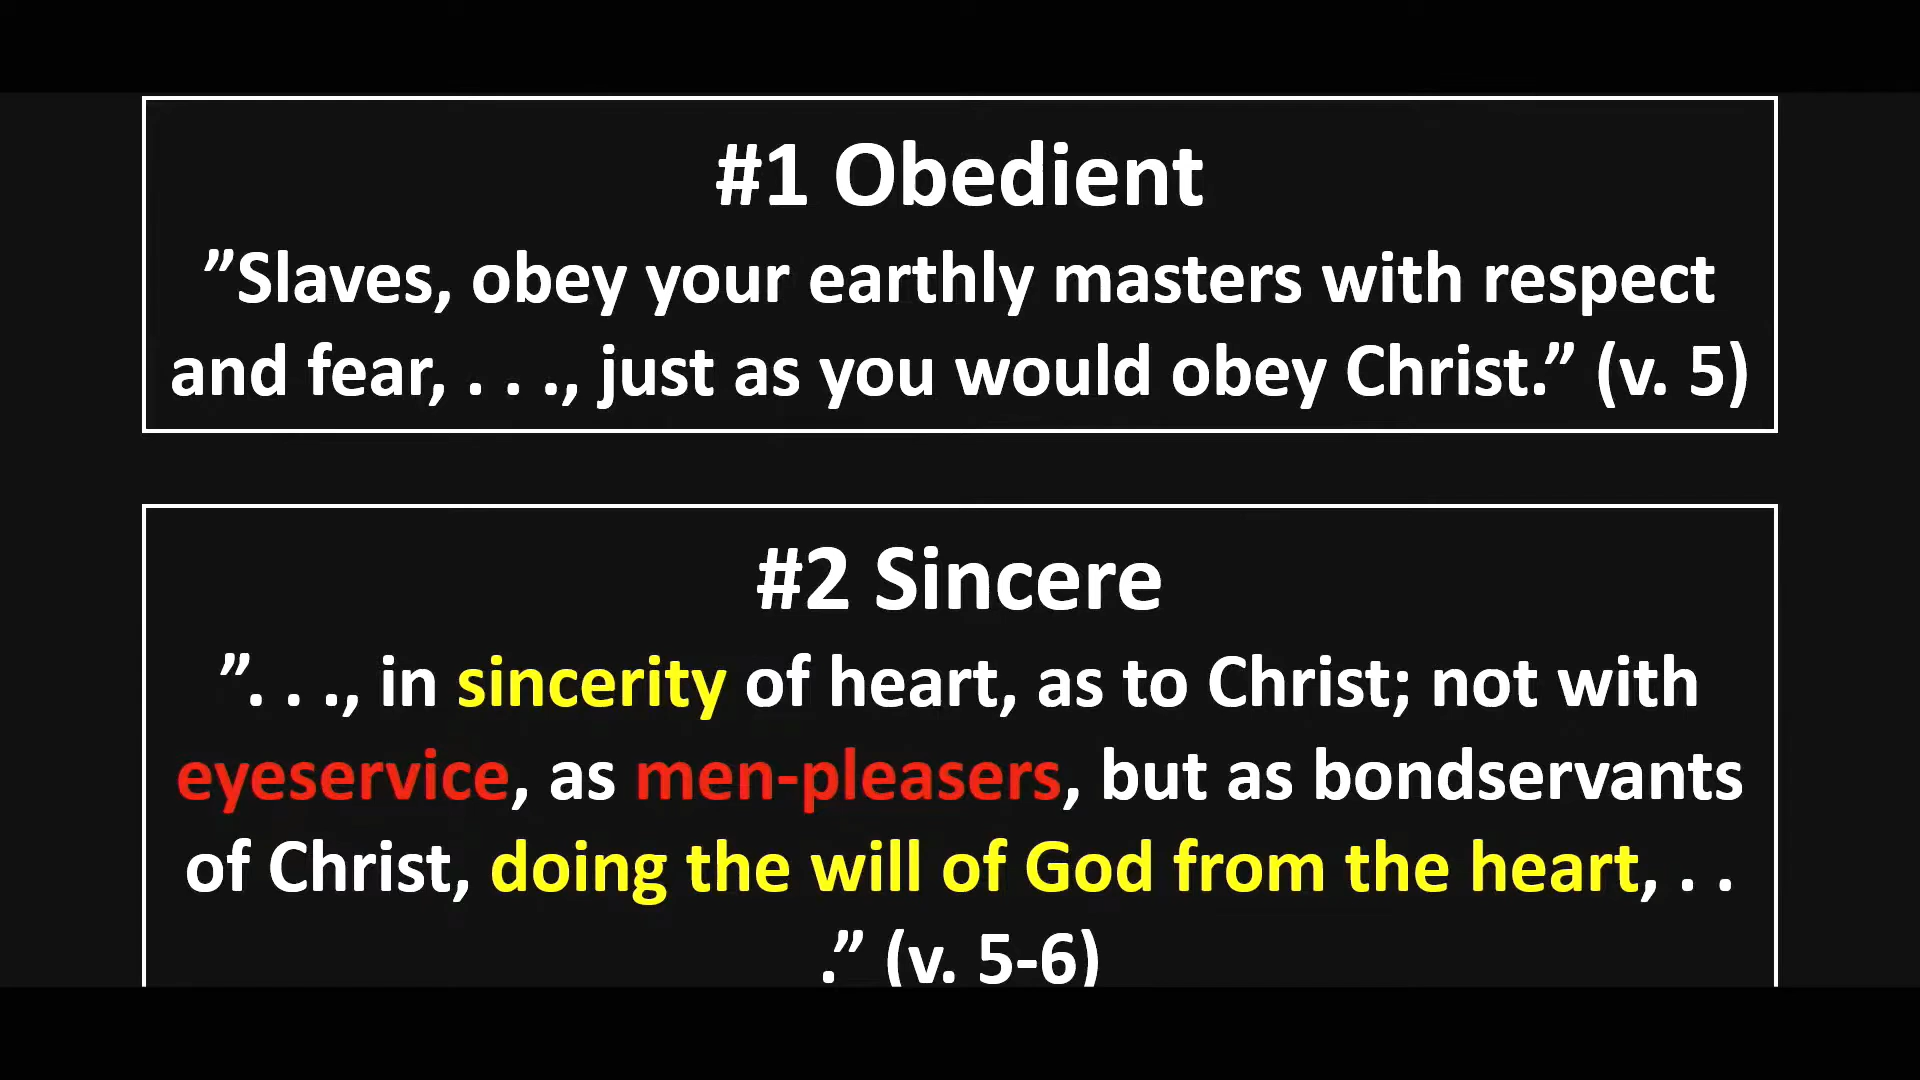 #1 Obedient
”Slaves, obey your earthly masters with respect
and fear, . . ., just as you would obey Christ.” (v. 5)
#2 Sincere
”. . ., in sincerity of heart, as to Christ; not with
eyeservice, as men-pleasers, but as bondservants
of Christ, doing the will of God from the heart, . .
.” (v. 5-6)